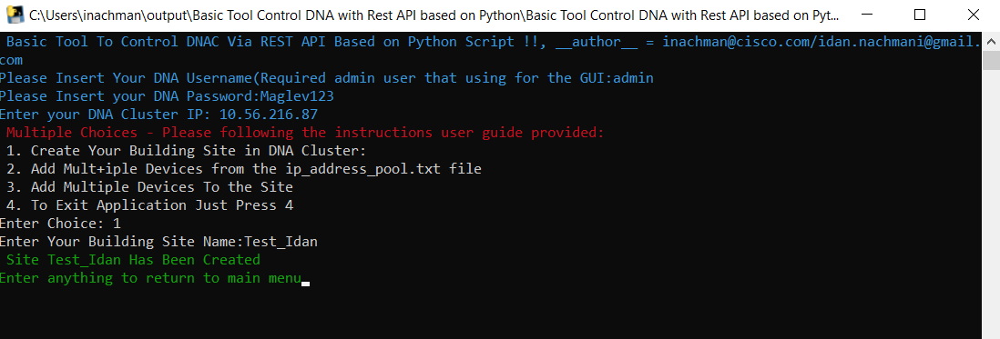 C:\Users\inachman\output\Basic Tool Control DNA with Rest API based on Python\Basic Tool Control DNA with Rest API based on Pyt...
Basic Tool To Control DNAC Via REST API Based on Python Script !!, __author__ = inachman@cisco.com/idan.nachmani@gmail.
com
Please Insert Your DNA Username(Required admin user that using for the GUI:admin
Please Insert your DNA Password:Maglev123
Enter your DNA Cluster IP: 10.56.216.87
Multiple Choices - Please following the instructions user guide provided:
1. Create Your Building Site in DNA Cluster:
2. Add Mult+iple Devices from the ip_address_pool.txt file
3. Add Multiple Devices To the Site
4. To Exit Application Just Press 4
Enter Choice: 1
Enter Your Building Site Name:Test_Idan
Site Test_Idan Has Been Created
Enter anything to return to main menu